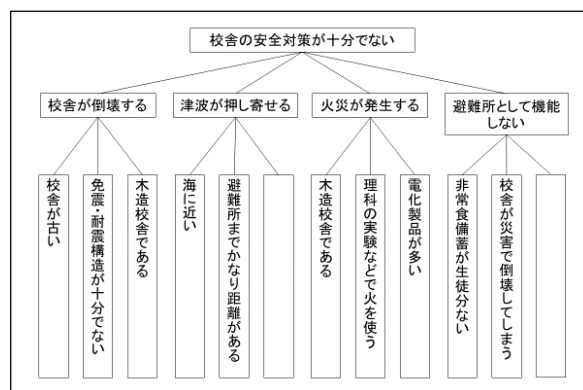 校舎の安全対策が十分でない
校舎が倒壊する
津波が押し寄せる
火災が発生する
避難所として機能
しない
校舎が古い
免震・耐震構造が十分でない
木造校舎である
海に近い
避難所までかなり距離がある
木造校舎である
理科の実験などで火を使う
電化製品が多い
非常食備蓄が生徒分ない
校舎が災害で倒壊してしまう